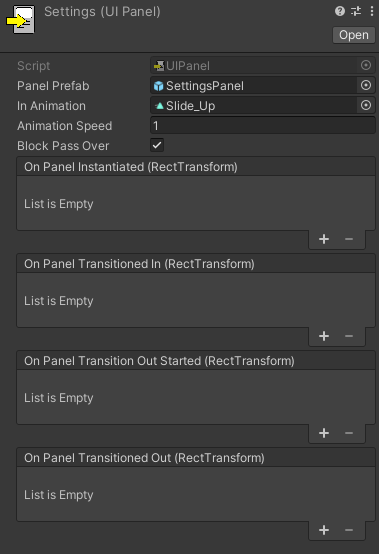 Settings (UI Panel)
Open
Script UIPanel
Panel Prefab SettingsPanel
In Animation Slide_Up
Animation Speed 1
Block Pass Over
On Panel Instantiated (RectTransform)
List is Empty
+ −
On Panel Transitioned In (RectTransform)
List is Empty
+ −
On Panel Transition Out Started (RectTransform)
List is Empty
+ −
On Panel Transitioned Out (RectTransform)
List is Empty
+ −